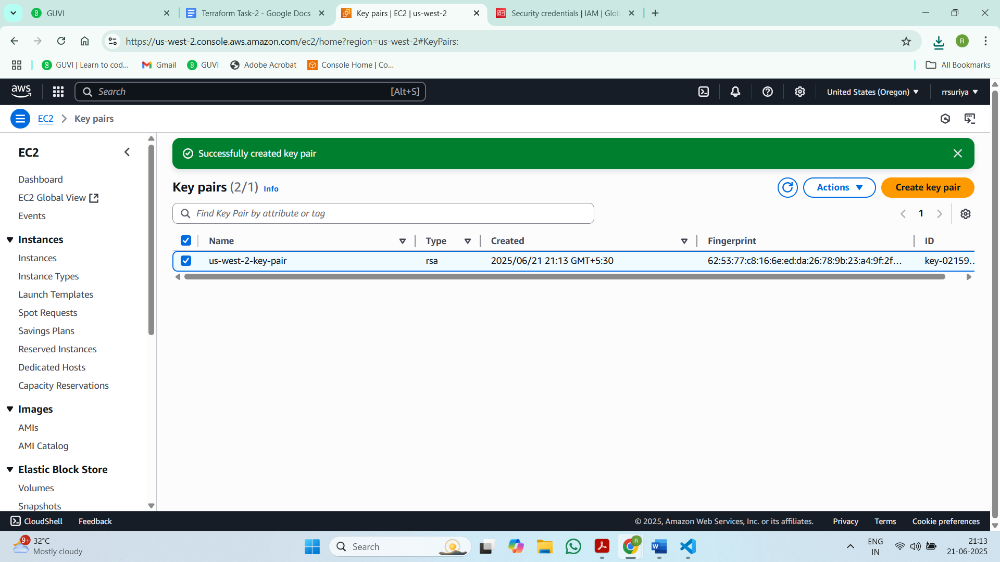 GUVI
Terraform Task-2 - Google Docs
Key pairs | EC2 | us-west-2
Security credentials | IAM | Glob
https://us-west-2.console.aws.amazon.com/ec2/home?region=us-west-2#KeyPairs:
R
GUVI | Learn to cod...
Gmail
GUVI
Adobe Acrobat
Console Home | Co...
All Bookmarks
aws
Search
[Alt+S]
United States (Oregon)
rrsuriya
EC2
Key pairs
EC2
Dashboard
EC2 Global View
Events
Instances
Instances
Instance Types
Launch Templates
Spot Requests
Savings Plans
Reserved Instances
Dedicated Hosts
Capacity Reservations
Images
AMIs
AMI Catalog
Elastic Block Store
Volumes
Snapshots
Successfully created key pair
Key pairs (2/1) Info
Actions
Create key pair
Find Key Pair by attribute or tag
1
Name Type Created Fingerprint ID
us-west-2-key-pair rsa 2025/06/21 21:13 GMT+5:30 62:53:77:c8:16:6e:ed:da:26:78:9b:23:a4:9f:2f... key-02159...
CloudShell
Feedback
© 2025, Amazon Web Services, Inc. or its affiliates.
Privacy
Terms
Cookie preferences
9+
32°C
Mostly cloudy
Search
R
W
ENG
IN
21:13
21-06-2025